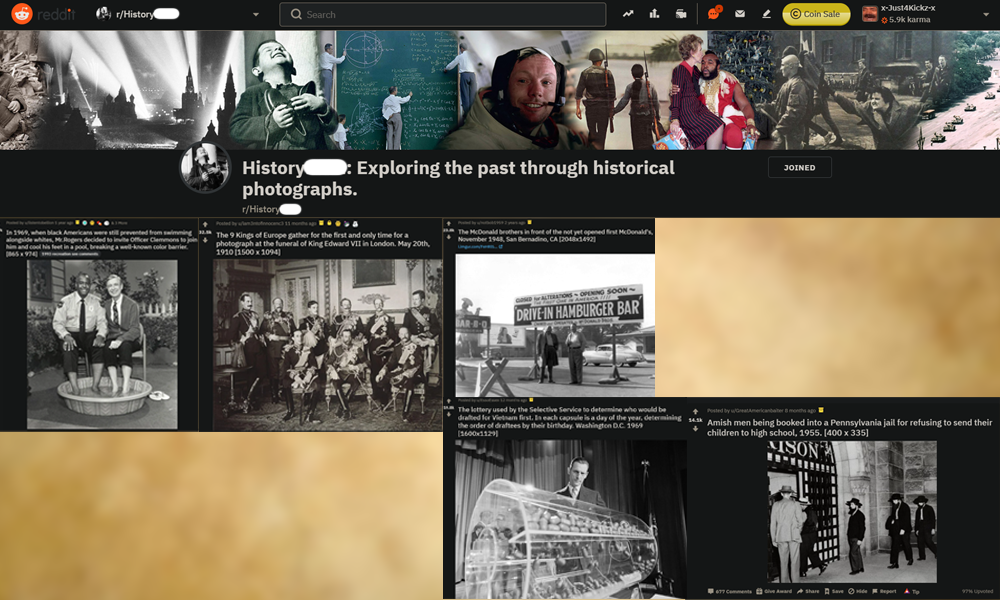 reddit
r/History
Search
Coin Sale
x-Just4Kickz-x
5.9k karma
History : Exploring the past through historical
photographs.
r/History
JOINED
In 1969, when black Americans were still prevented from swimming
alongside whites, Mr.Rogers decided to invite Officer Clemmons to join
him and cool his feet in a pool, breaking a well-known color barrier.
[865 x 974]
The 9 Kings of Europe gather for the first and only time for a
photograph at the funeral of King Edward VII in London. May 20th,
1910 [1500 x 1094]
The McDonald brothers in front of the not yet opened first McDonald's,
November 1948, San Bernadino, CA [2048x1492]
CLOSED for ALTERATIONS - OPENING SOON -
DRIVE-IN HAMBURGER BAR
BAR-B-Q
The lottery used by the Selective Service to determine who would be
drafted for Vietnam first. In each capsule is a day of the year, determining
the order of draftees by their birthday. Washington D.C. 1969
[1600x1129]
14.1k
Posted by u/GreatAmericanballer 8 months ago
Amish men being booked into a Pennsylvania jail for refusing to send their
children to high school, 1955. [400 x 335]
ISON
677 Comments Give Award Share Save Hide Report Tip
97% Upvoted